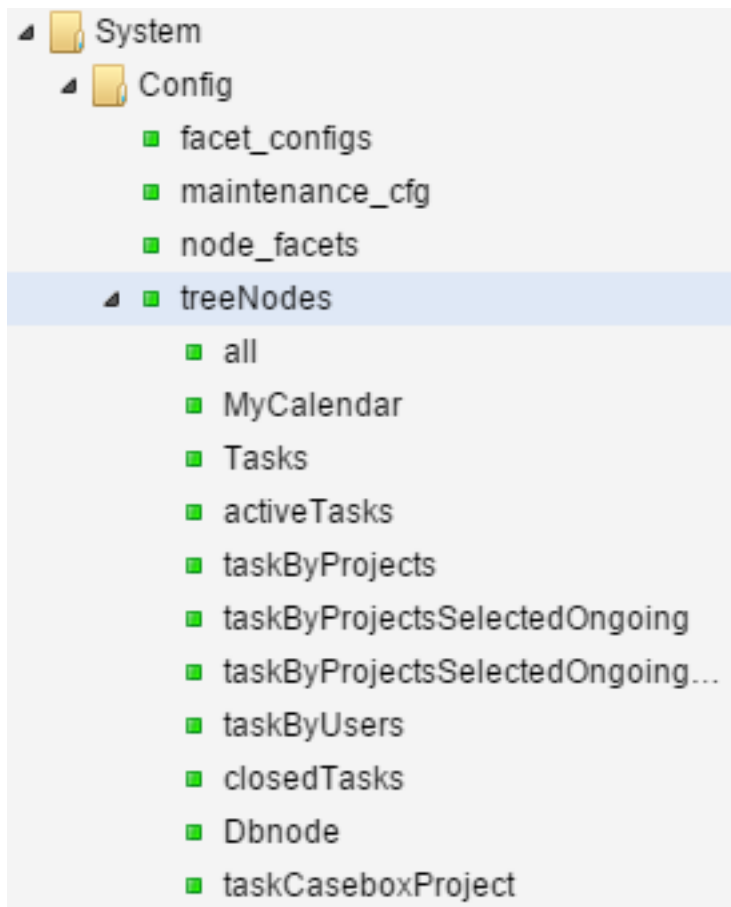 System
Config
facet_configs
maintenance_cfg
node_facets
treeNodes
all
MyCalendar
Tasks
activeTasks
taskByProjects
taskByProjectsSelectedOngoing
taskByProjectsSelectedOngoing...
taskByUsers
closedTasks
Dbnode
taskCaseboxProject